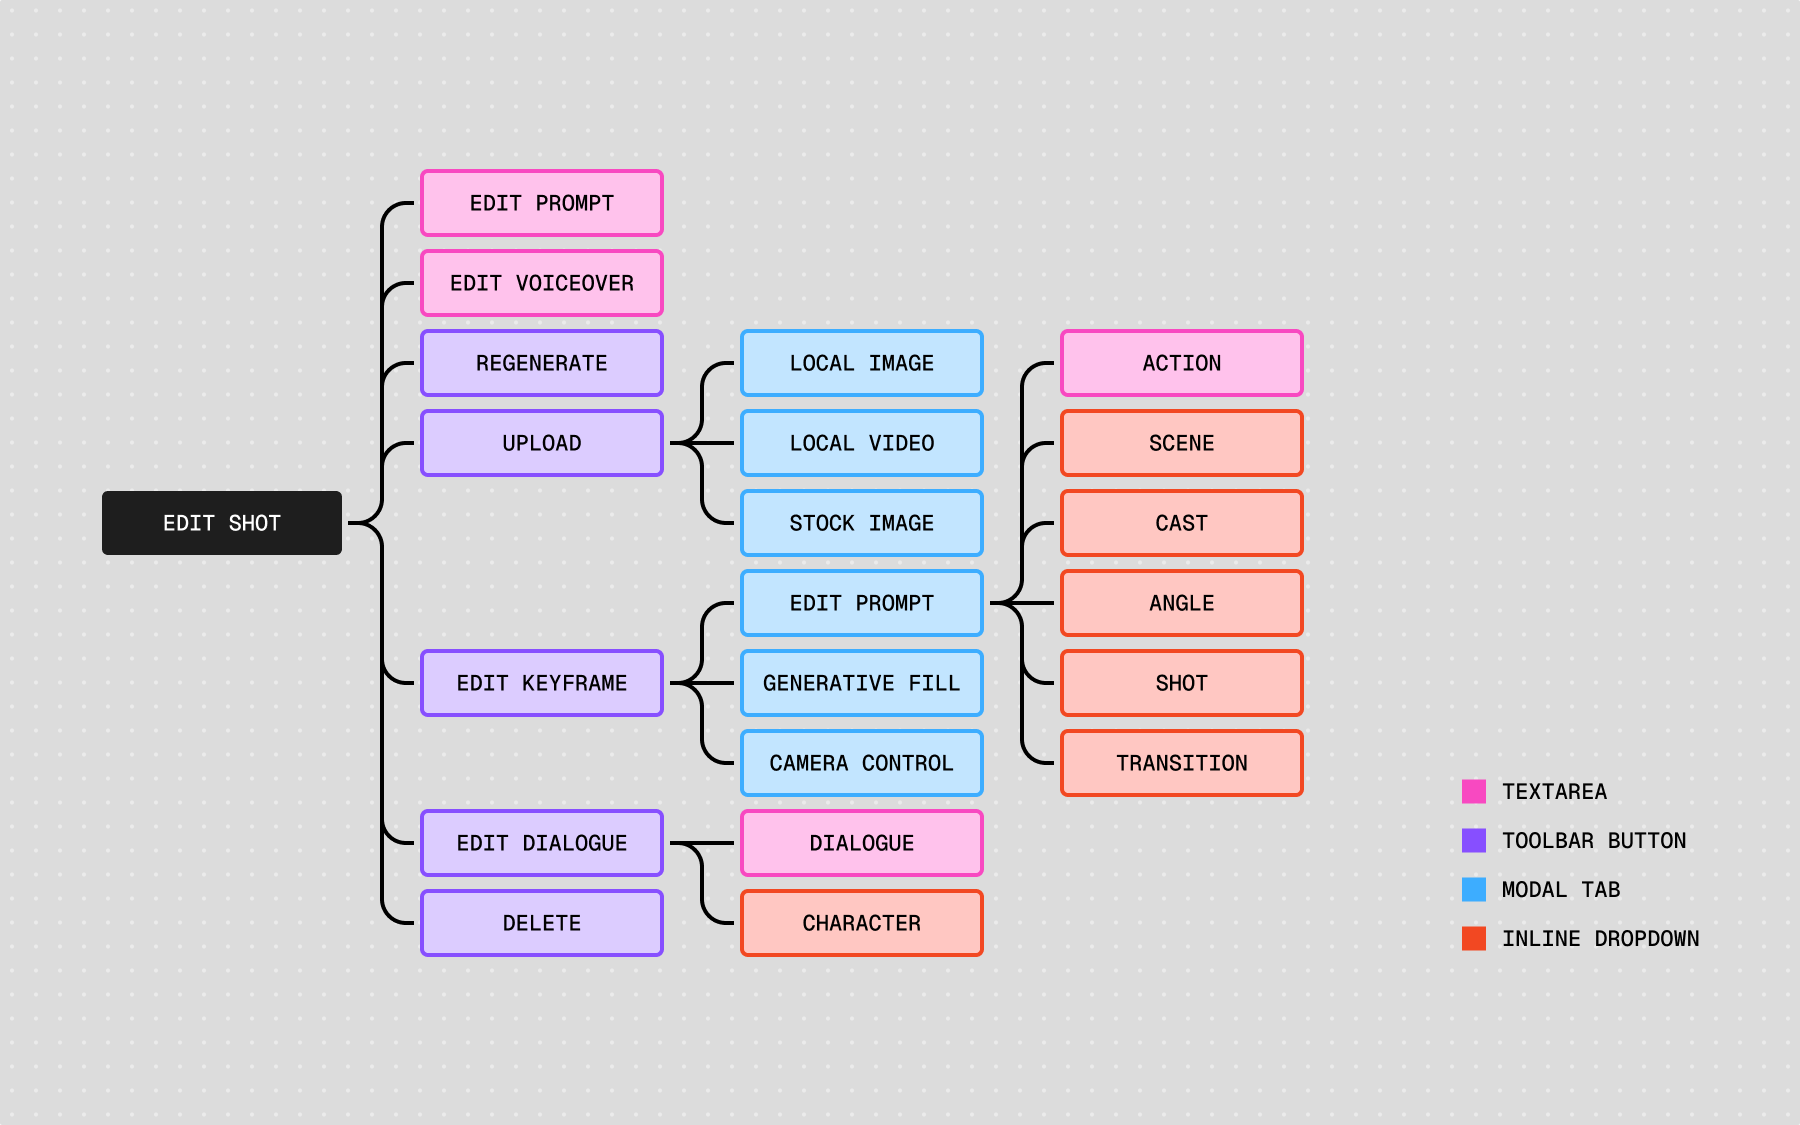 EDIT SHOT
EDIT PROMPT
EDIT VOICEOVER
REGENERATE
UPLOAD
EDIT KEYFRAME
EDIT DIALOGUE
DELETE
LOCAL IMAGE
LOCAL VIDEO
STOCK IMAGE
EDIT PROMPT
GENERATIVE FILL
CAMERA CONTROL
DIALOGUE
CHARACTER
ACTION
SCENE
CAST
ANGLE
SHOT
TRANSITION
TEXTAREA
TOOLBAR BUTTON
MODAL TAB
INLINE DROPDOWN